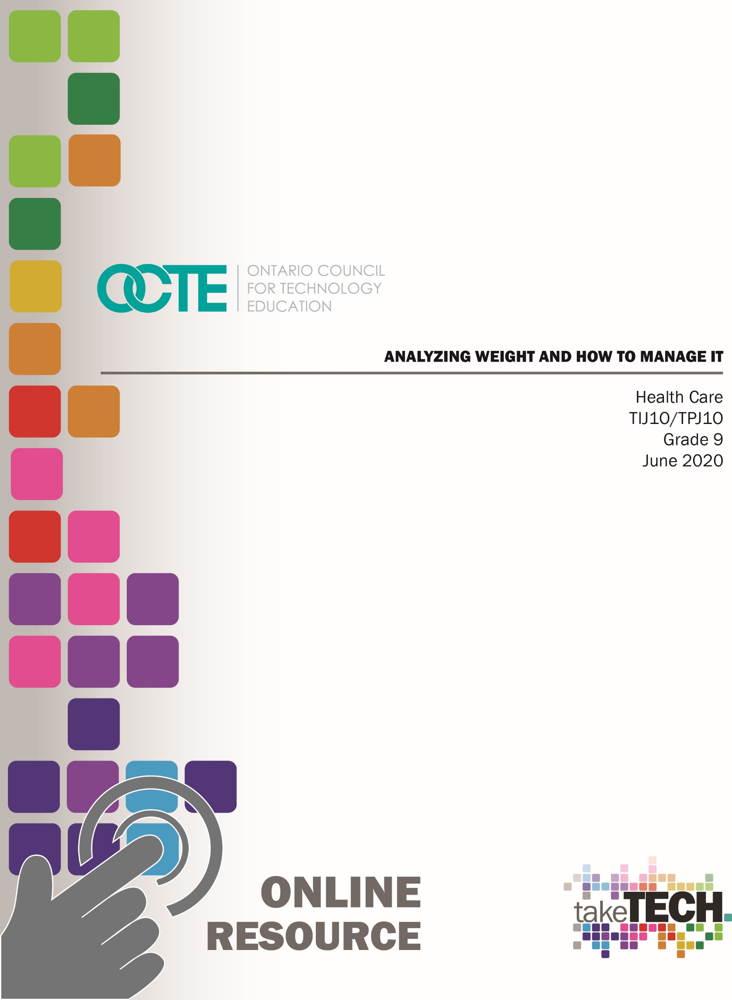 OCTE
ONTARIO COUNCIL
FOR TECHNOLOGY
EDUCATION
ANALYZING WEIGHT AND HOW TO MANAGE IT
Health Care
TIJ1O/TPJ1O
Grade 9
June 2020
ONLINE
RESOURCE
takeTECH.